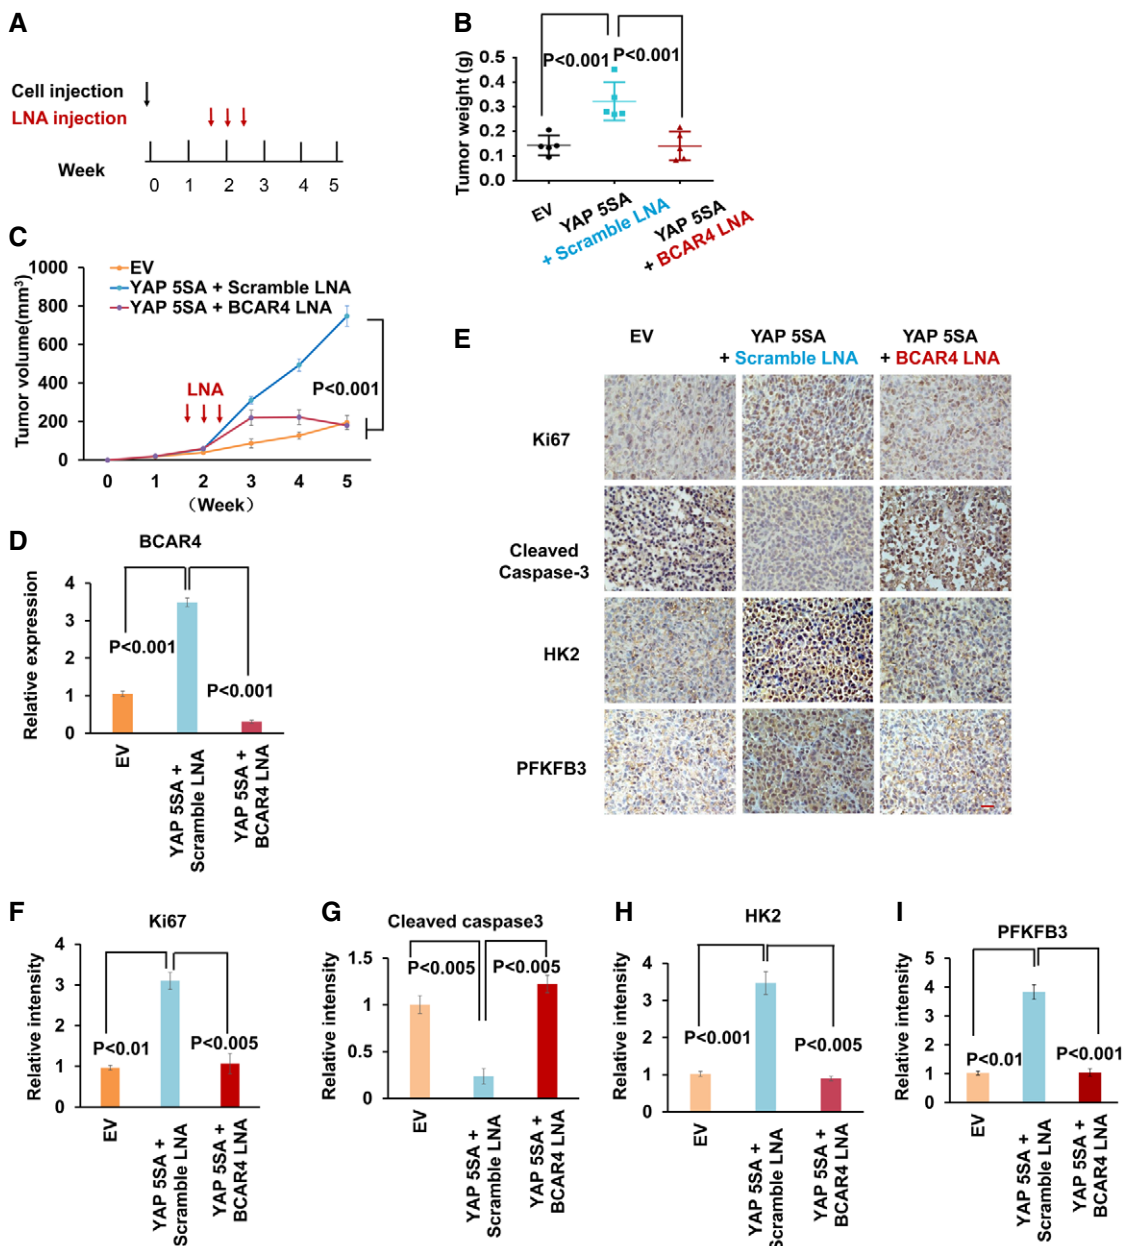 A
Cell injection
LNA injection
Week
0 1 2 3 4 5
B
Tumor weight (g)
0.5
0.4
0.3
0.2
0.1
0.0
P<0.001
P<0.001
EV
YAP 5SA
+ Scramble LNA
YAP 5SA
+ BCAR4 LNA
C
Tumor volume(mm³)
1000
800
600
400
200
0
EV
YAP 5SA + Scramble LNA
YAP 5SA + BCAR4 LNA
LNA
P<0.001
0 1 2 3 4 5
（Week）
D
BCAR4
Relative expression
4
3
2
1
0
P<0.001
P<0.001
EV
YAP 5SA +
Scramble LNA
YAP 5SA +
BCAR4 LNA
E
EV
YAP 5SA
+ Scramble LNA
YAP 5SA
+ BCAR4 LNA
Ki67
Cleaved
Caspase-3
HK2
PFKFB3
F
Ki67
Relative intensity
4
3
2
1
0
P<0.01
P<0.005
EV
YAP 5SA +
Scramble LNA
YAP 5SA +
BCAR4 LNA
G
Cleaved caspase3
Relative intensity
1.5
1
0.5
0
P<0.005
P<0.005
EV
YAP 5SA +
Scramble LNA
YAP 5SA +
BCAR4 LNA
H
HK2
Relative intensity
4
3
2
1
0
P<0.001
P<0.005
EV
YAP 5SA +
Scramble LNA
YAP 5SA +
BCAR4 LNA
I
PFKFB3
Relative intensity
5
4
3
2
1
0
P<0.01
P<0.001
EV
YAP 5SA +
Scramble LNA
YAP 5SA +
BCAR4 LNA